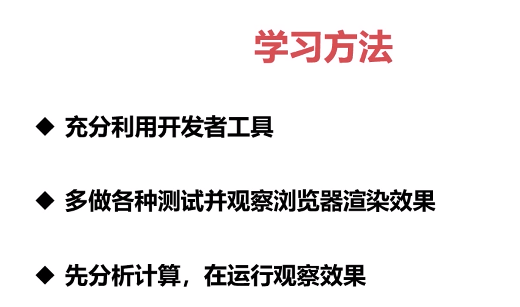 学习方法
◆ 充分利用开发者工具
◆ 多做各种测试并观察浏览器渲染效果
◆ 先分析计算，在运行观察效果